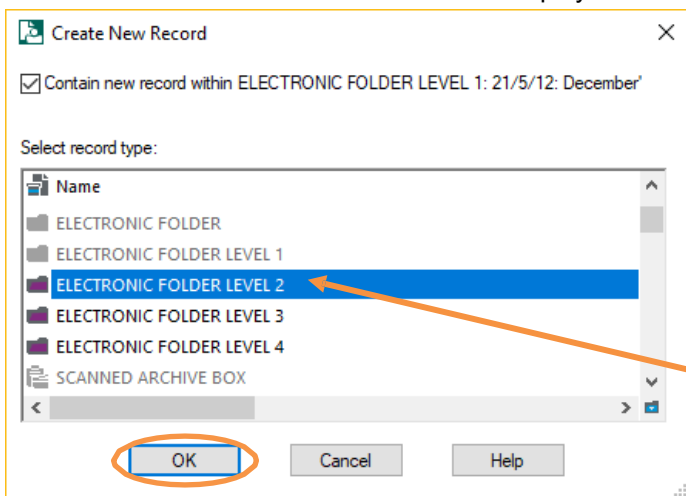 Create New Record
Contain new record within ELECTRONIC FOLDER LEVEL 1: 21/5/12: December'
Select record type:
Name
ELECTRONIC FOLDER
ELECTRONIC FOLDER LEVEL 1
ELECTRONIC FOLDER LEVEL 2
ELECTRONIC FOLDER LEVEL 3
ELECTRONIC FOLDER LEVEL 4
SCANNED ARCHIVE BOX
OK Cancel Help